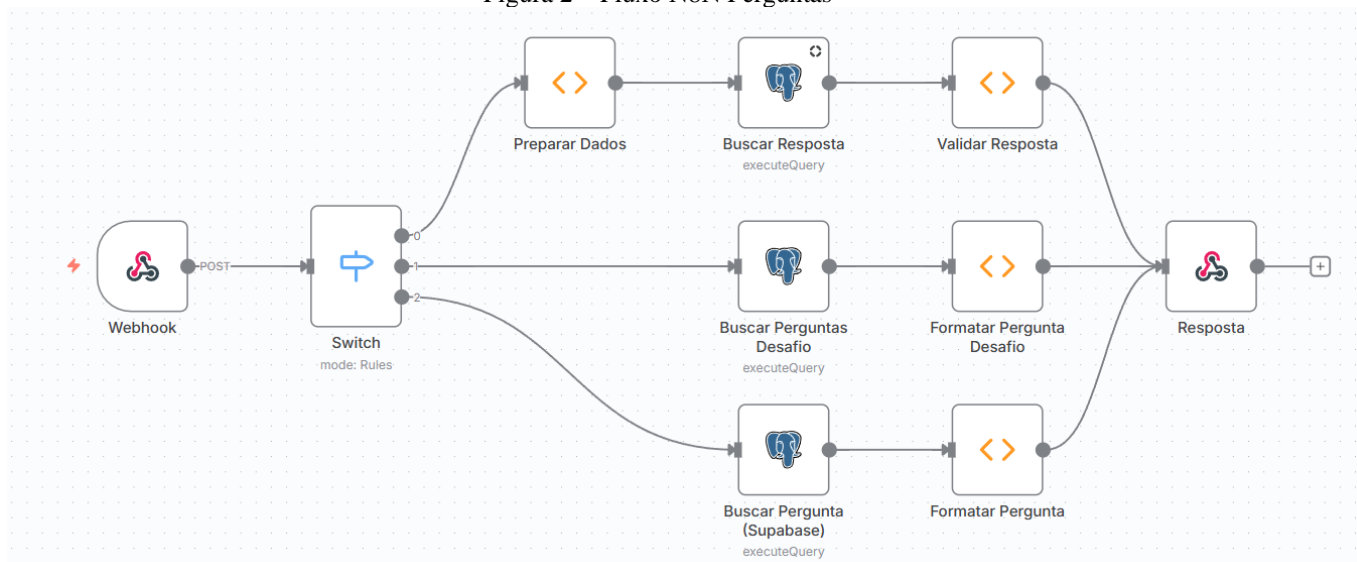 Preparar Dados
Buscar Resposta
executeQuery
Validar Resposta
POST
0
1
2
Webhook
Switch
mode: Rules
Buscar Perguntas
Desafio
executeQuery
Formatar Pergunta
Desafio
Resposta
Buscar Pergunta
(Supabase)
executeQuery
Formatar Pergunta